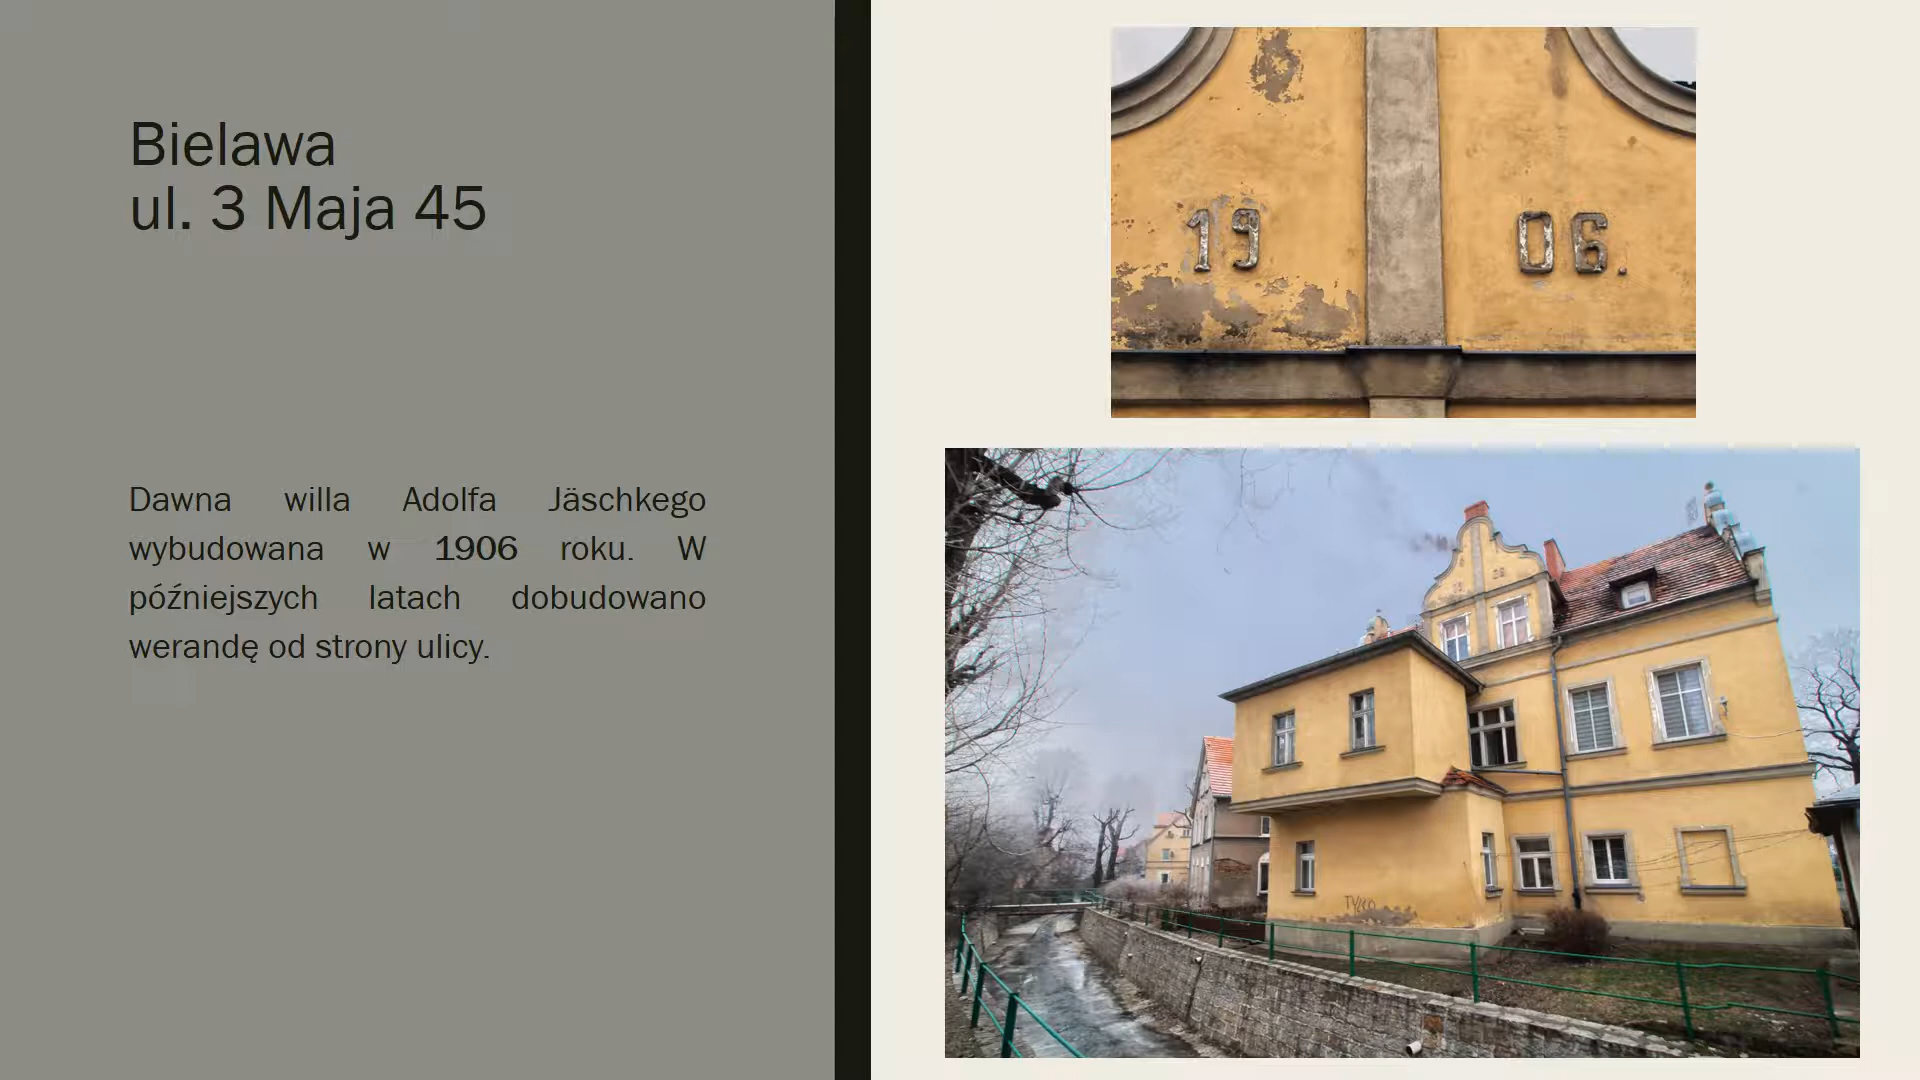 Bielawa
ul. 3 Maja 45
Dawna willa Adolfa Jäschkego
wybudowana w 1906 roku. W
późniejszych latach dobudowano
werandę od strony ulicy.
19 06.